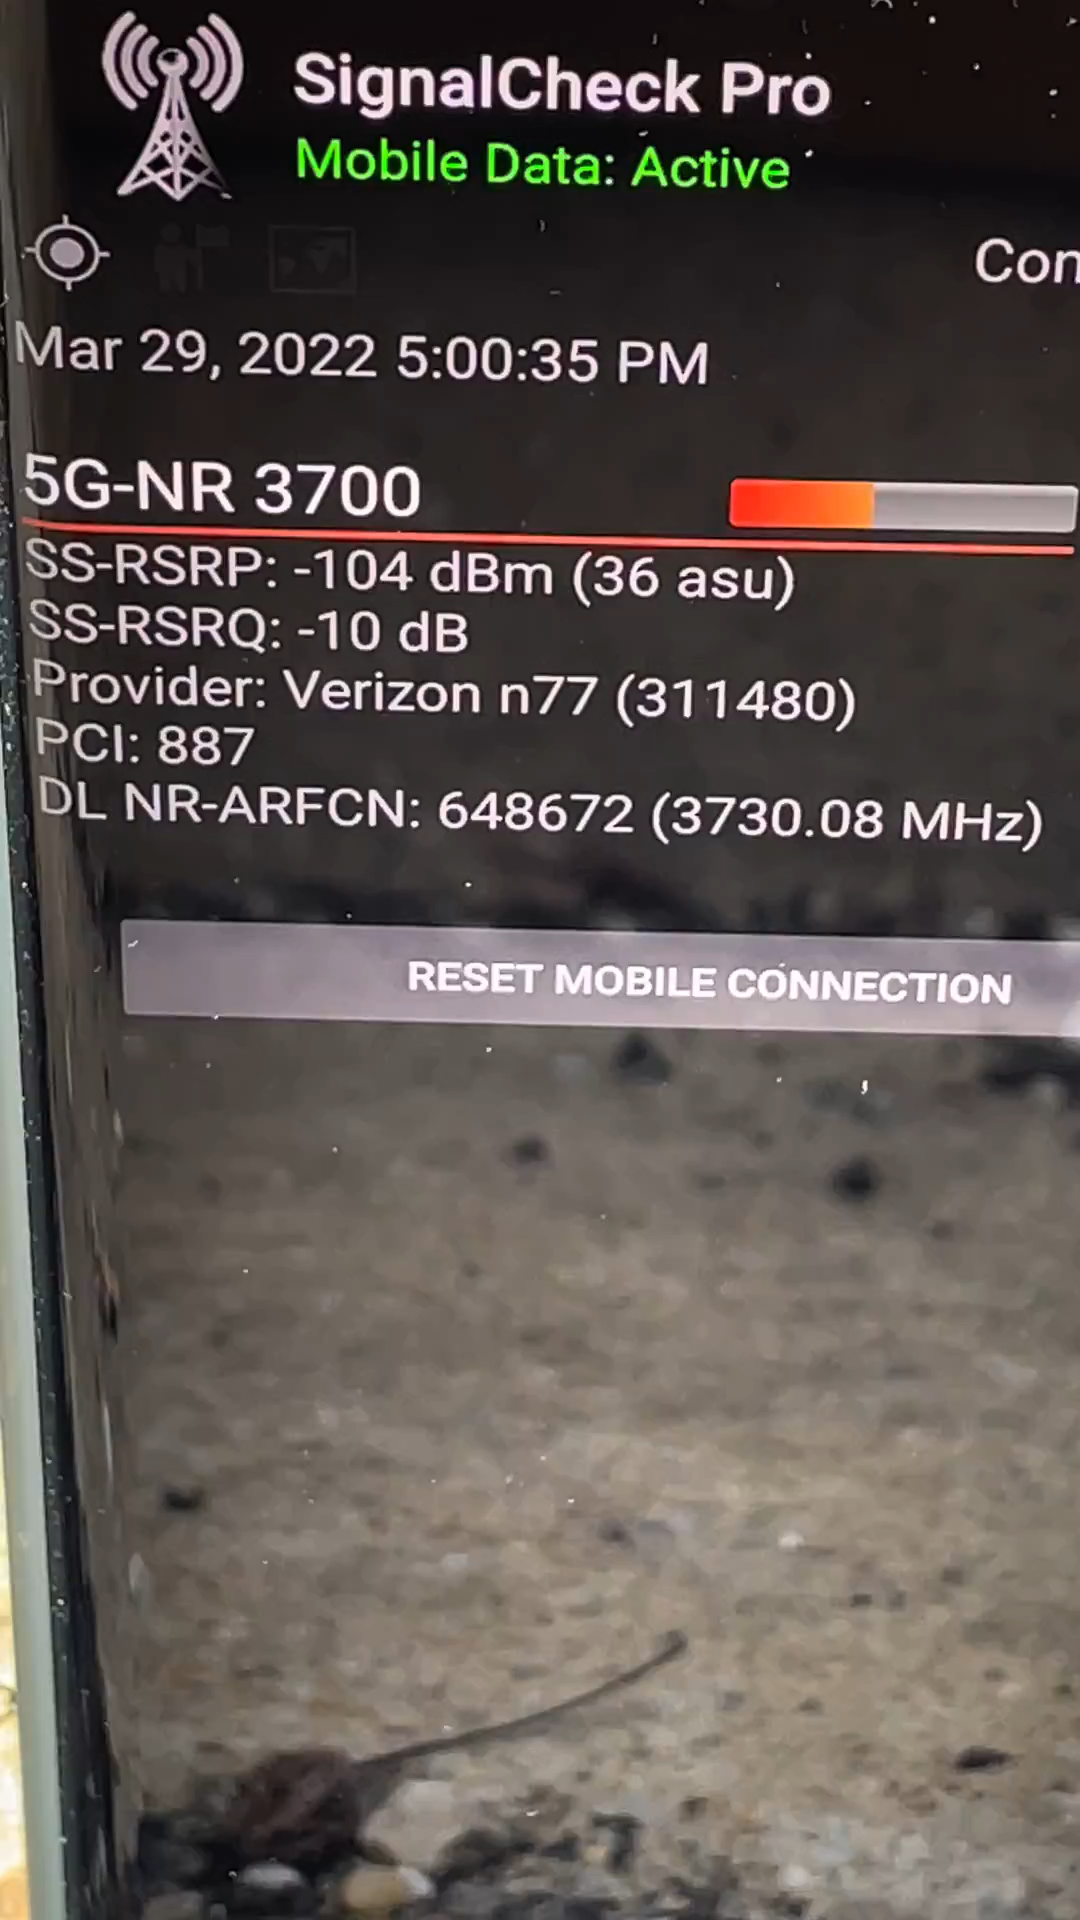 SignalCheck Pro
Mobile Data: Active
Con
Mar 29, 2022 5:00:35 PM
5G-NR 3700
SS-RSRP: -104 dBm (36 asu)
SS-RSRQ: -10 dB
Provider: Verizon n77 (311480)
PCI: 887
DL NR-ARFCN: 648672 (3730.08 MHz)
RESET MOBILE CONNECTION